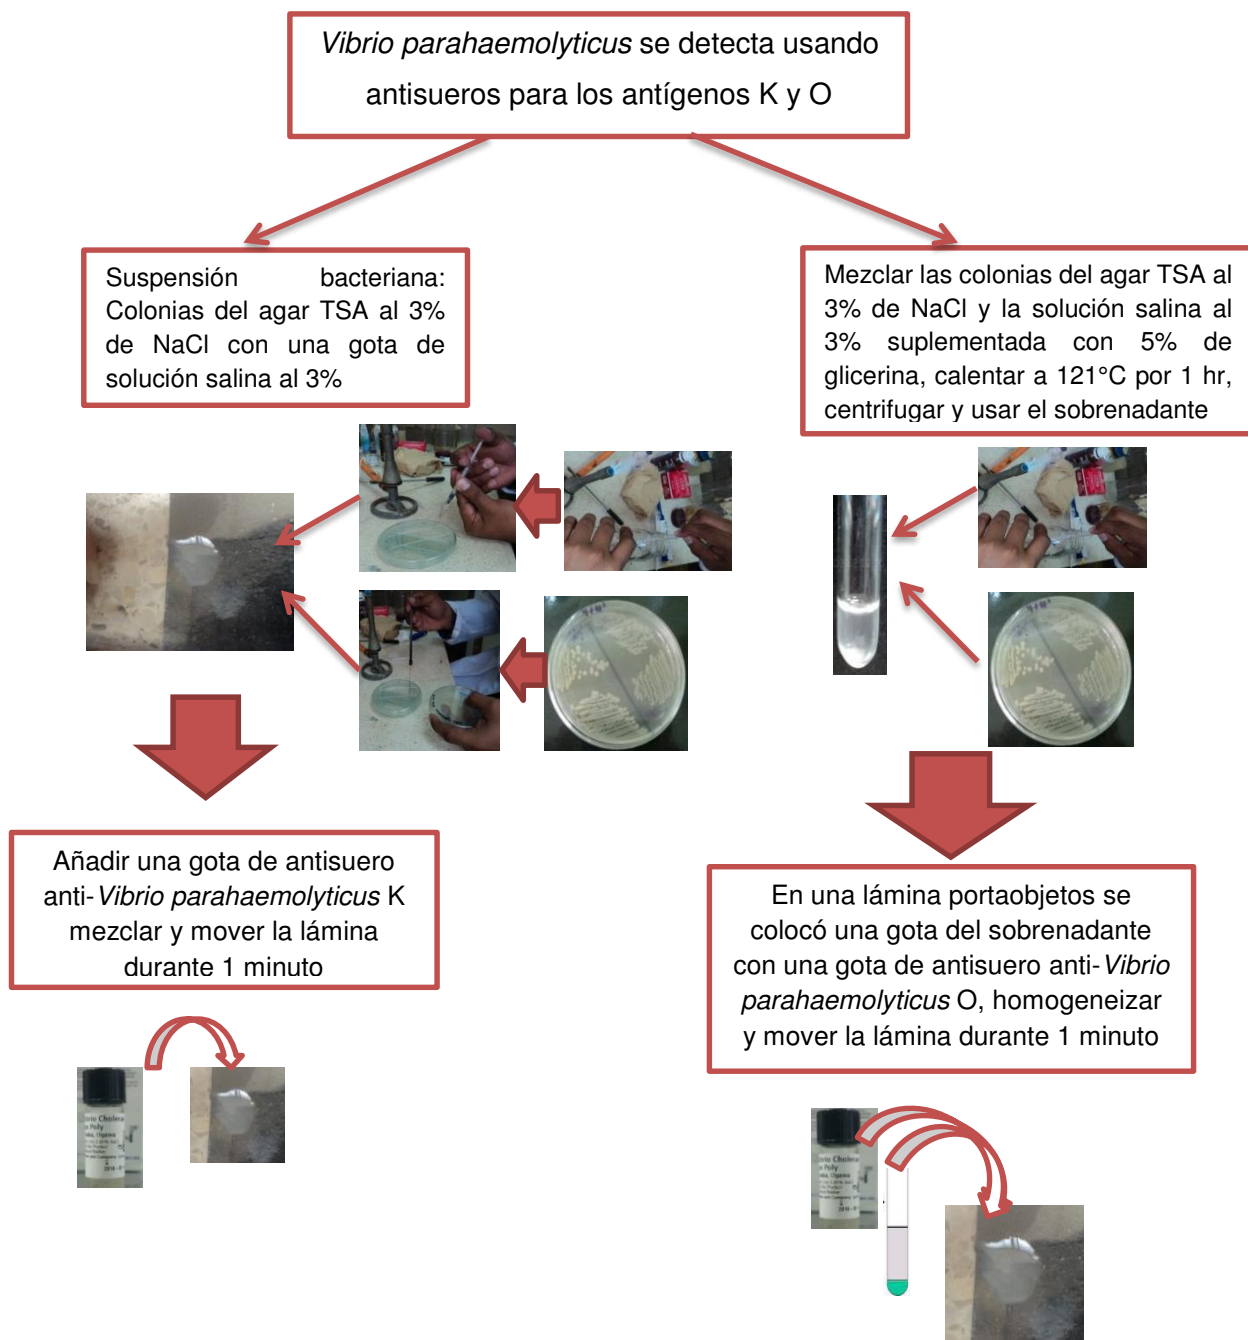 Vibrio parahaemolyticus se detecta usando
antisueros para los antígenos K y O
Suspensión bacteriana:
Colonias del agar TSA al 3%
de NaCl con una gota de
solución salina al 3%
Mezclar las colonias del agar TSA al
3% de NaCl y la solución salina al
3% suplementada con 5% de
glicerina, calentar a 121°C por 1 hr,
centrifugar y usar el sobrenadante
Añadir una gota de antisuero
anti-Vibrio parahaemolyticus K
mezclar y mover la lámina
durante 1 minuto
En una lámina portaobjetos se
colocó una gota del sobrenadante
con una gota de antisuero anti-Vibrio
parahaemolyticus O, homogeneizar
y mover la lámina durante 1 minuto
Cholera
Poly
Cholera
Poly